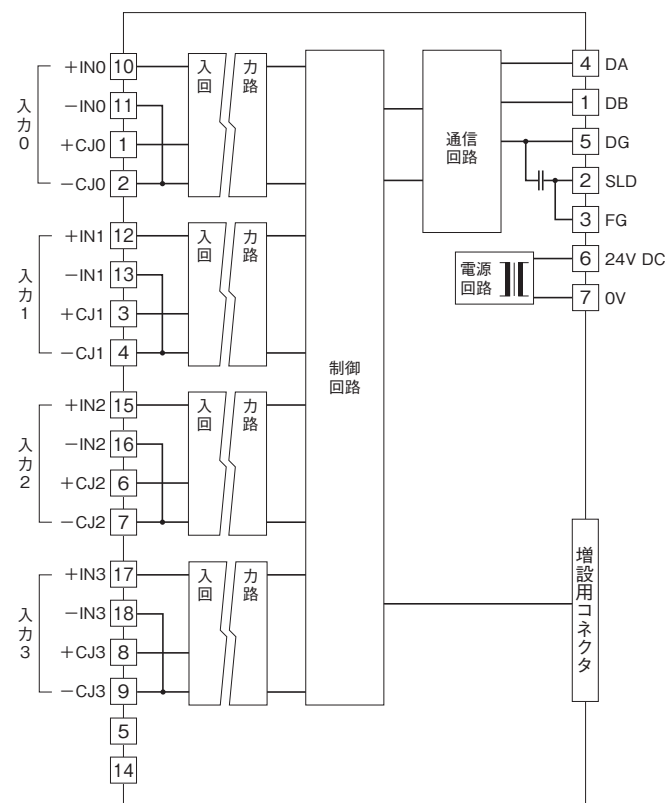 入力0
+IN0 10
−IN0 11
+CJ0 1
−CJ0 2
入力1
+IN1 12
−IN1 13
+CJ1 3
−CJ1 4
入力2
+IN2 15
−IN2 16
+CJ2 6
−CJ2 7
入力3
+IN3 17
−IN3 18
+CJ3 8
−CJ3 9
5
14
入力
回路
入力
回路
入力
回路
入力
回路
制御
回路
通信
回路
電源
回路
4 DA
1 DB
5 DG
2 SLD
3 FG
6 24V DC
7 0V
増設用コネクタ